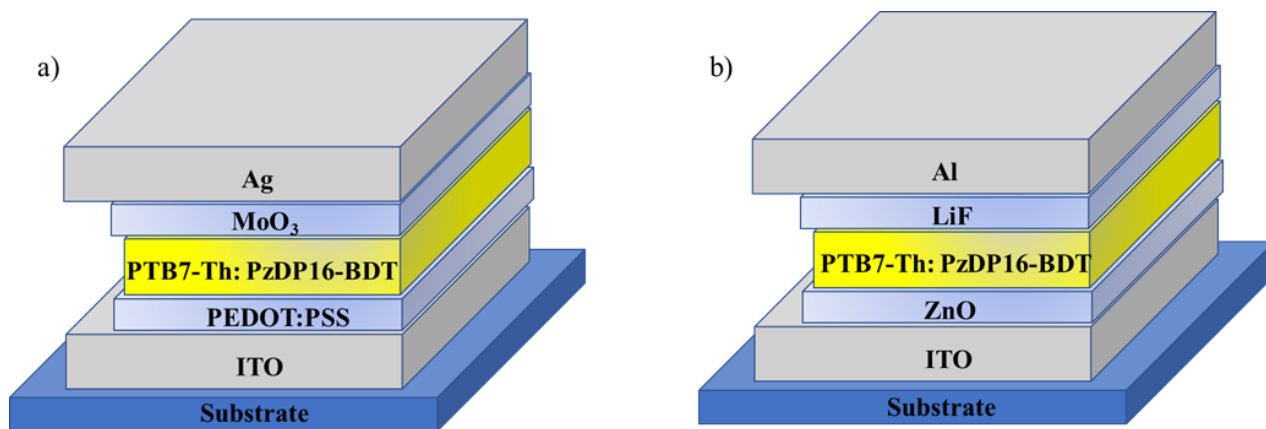 a)
Ag
MoO₃
PTB7-Th: PzDP16-BDT
PEDOT:PSS
ITO
Substrate
b)
Al
LiF
PTB7-Th: PzDP16-BDT
ZnO
ITO
Substrate